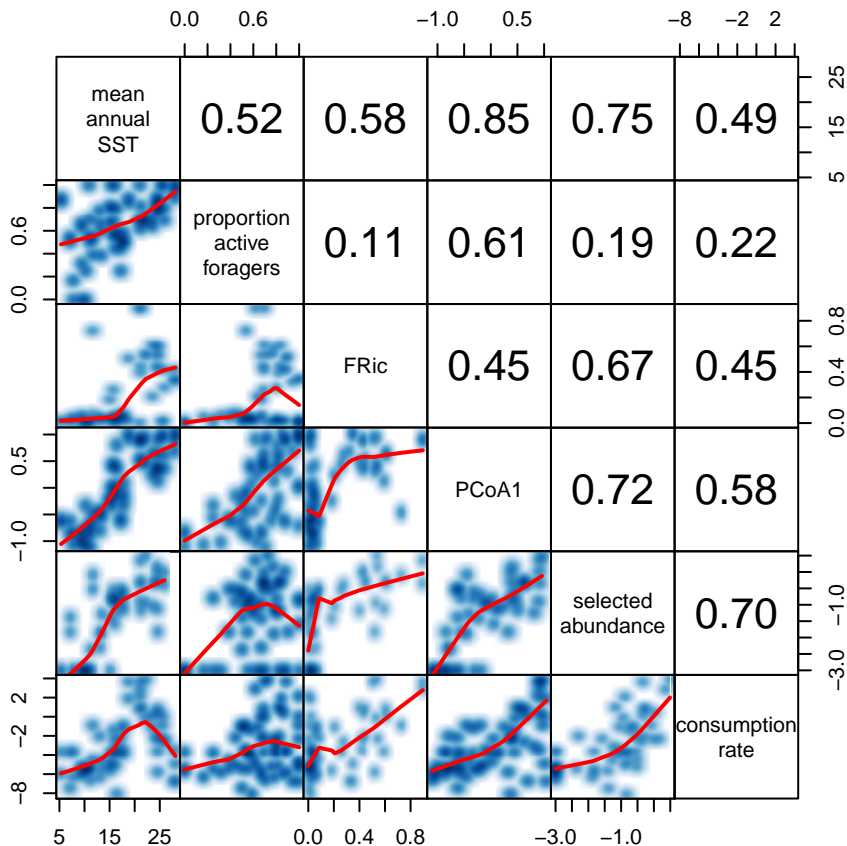 0.0 0.6 -1.0 0.5 -8 -2 2
mean
annual
SST
0.52 0.58 0.85 0.75 0.49
5 15 25
0.0 0.6
proportion
active
foragers
0.11 0.61 0.19 0.22
FRic
0.45 0.67 0.45
0.0 0.4 0.8
-1.0 0.5
PCoA1
0.72 0.58
selected
abundance
0.70
-3.0 -1.0
-8 -2 2
consumption
rate
5 15 25 0.0 0.4 0.8 -3.0 -1.0